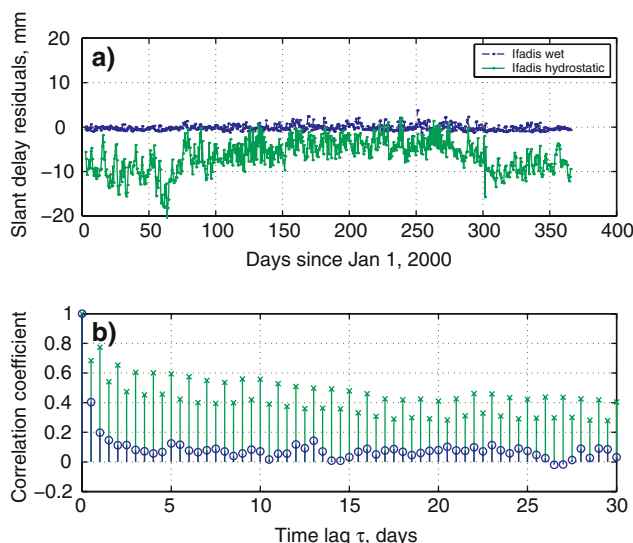 20
10
0
−10
−20
Slant delay residuals, mm
a)
Ifadis wet
Ifadis hydrostatic
0 50 100 150 200 250 300 350 400
Days since Jan 1, 2000
1
0.8
0.6
0.4
0.2
0
−0.2
Correlation coefficient
b)
0 5 10 15 20 25 30
Time lag τ, days